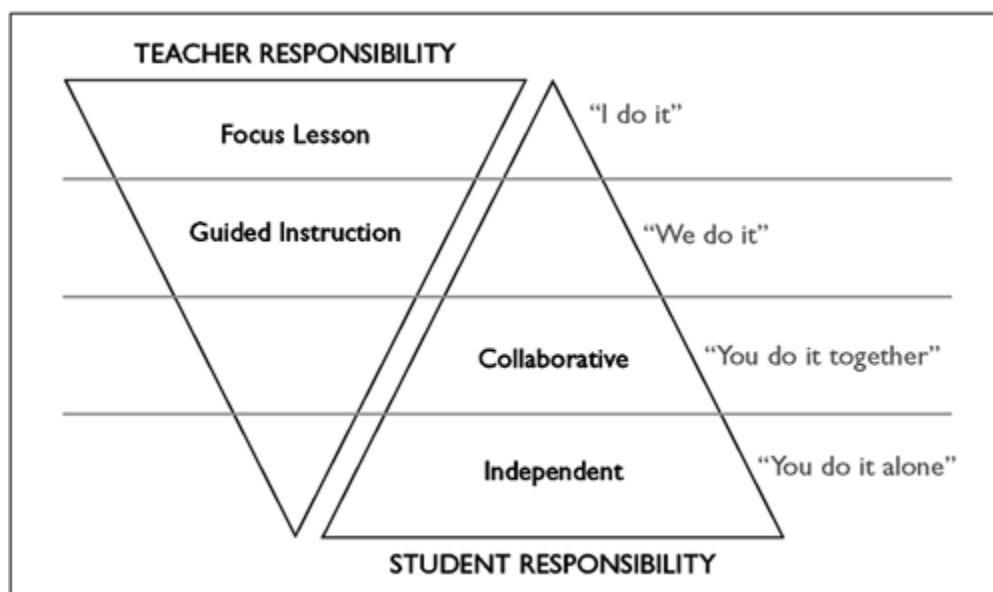 TEACHER RESPONSIBILITY
Focus Lesson
“I do it”
Guided Instruction
“We do it”
Collaborative
“You do it together”
Independent
“You do it alone”
STUDENT RESPONSIBILITY